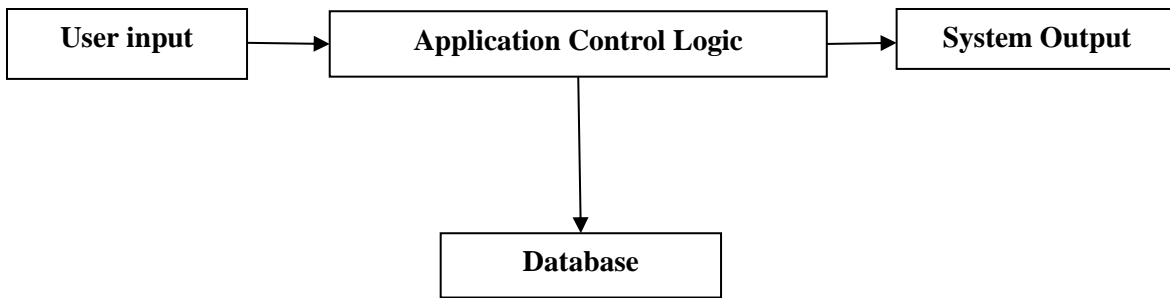 User input
Application Control Logic
System Output
Database